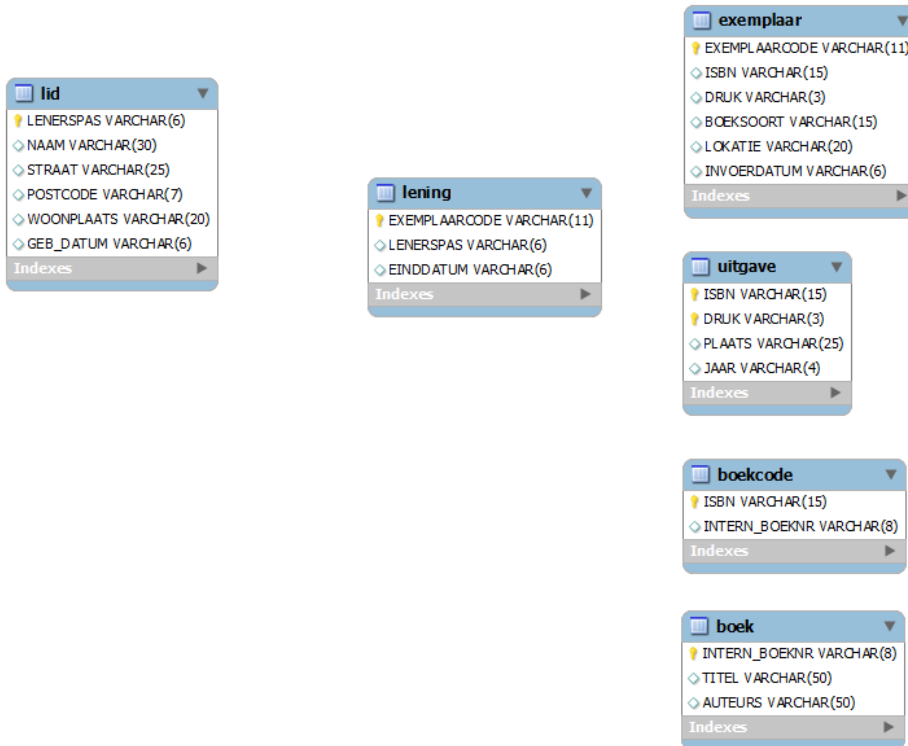 lid
LENERSPAS VARCHAR(6)
NAAM VARCHAR(30)
STRAAT VARCHAR(25)
POSTCODE VARCHAR(7)
WOONPLAATS VARCHAR(20)
GEB_DATUM VARCHAR(6)
Indexes
lening
EXEMPLAARCODE VARCHAR(11)
LENERSPAS VARCHAR(6)
EINDDATUM VARCHAR(6)
Indexes
exemplaar
EXEMPLAARCODE VARCHAR(11)
ISBN VARCHAR(15)
DRUK VARCHAR(3)
BOEKSOORT VARCHAR(15)
LOKATIE VARCHAR(20)
INVOERDATUM VARCHAR(6)
Indexes
uitgave
ISBN VARCHAR(15)
DRUK VARCHAR(3)
PLAATS VARCHAR(25)
JAAR VARCHAR(4)
Indexes
boekcode
ISBN VARCHAR(15)
INTERN_BOEKNR VARCHAR(8)
Indexes
boek
INTERN_BOEKNR VARCHAR(8)
TITEL VARCHAR(50)
AUTEURS VARCHAR(50)
Indexes